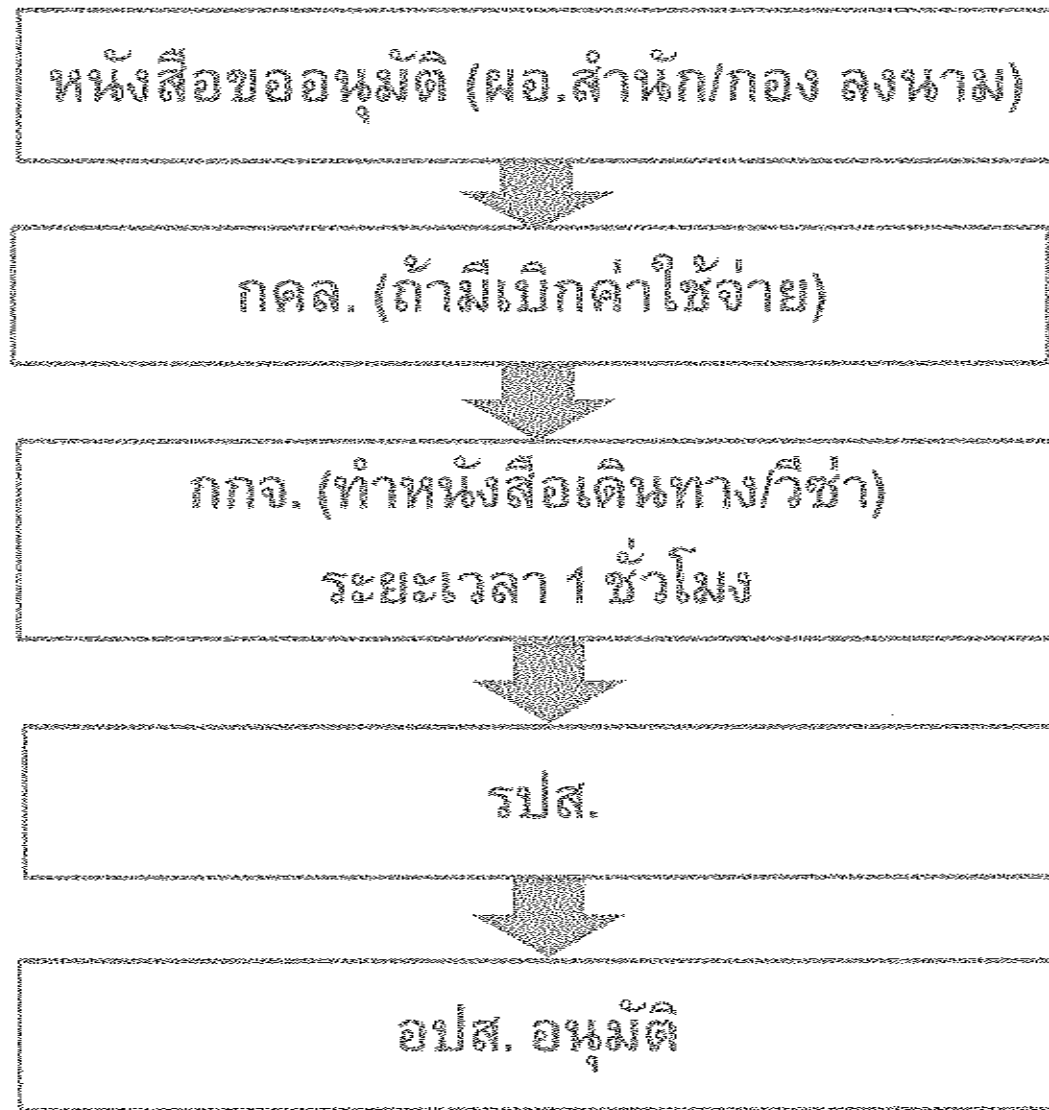 หนังสือขออนุมัติ (ผอ.สำนัก/กอง ลงนาม)
กคล. (ถ้ามีเบิกค่าใช้จ่าย)
กกจ. (ทำหนังสือเดินทาง/วีซ่า)
ระยะเวลา 1 ชั่วโมง
รปส.
อปส. อนุมัติ